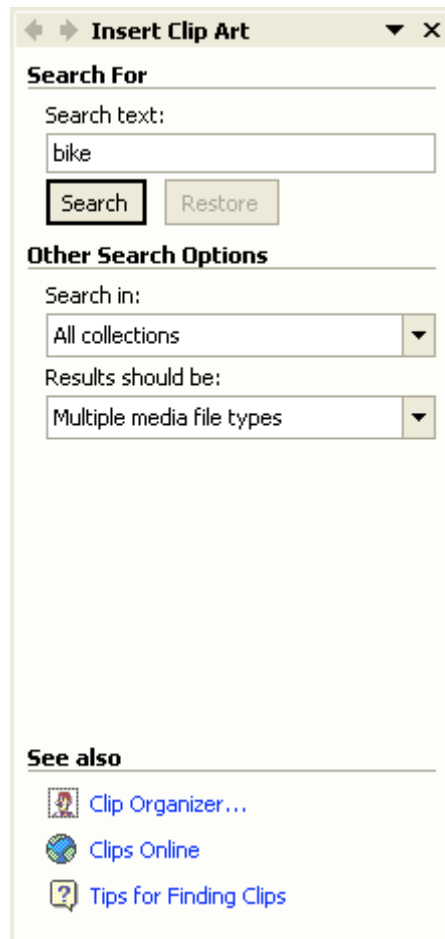 Insert Clip Art
Search For
Search text:
bike
Search Restore
Other Search Options
Search in:
All collections
Results should be:
Multiple media file types
See also
Clip Organizer...
Clips Online
Tips for Finding Clips